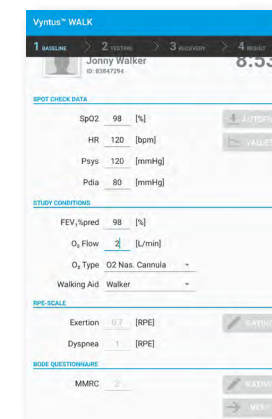 Vyntus™ WALK
1 BASELINE > 2 TESTING > 3 RECOVERY > 4 RESULT
Jonny Walker
ID: 83847294
8:53
SPOT CHECK DATA
SpO2 98 [%]
HR 120 [bpm]
Psys 120 [mmHg]
Pdia 80 [mmHg]
STUDY CONDITIONS
FEV₁%pred 98 [%]
O₂ Flow 2 [L/min]
O₂ Type O2 Nas. Cannula
Walking Aid Walker
RPE-SCALE
Exertion 0.7 [RPE]
Dyspnea 1 [RPE]
BODE QUESTIONNAIRE
MMRC 2